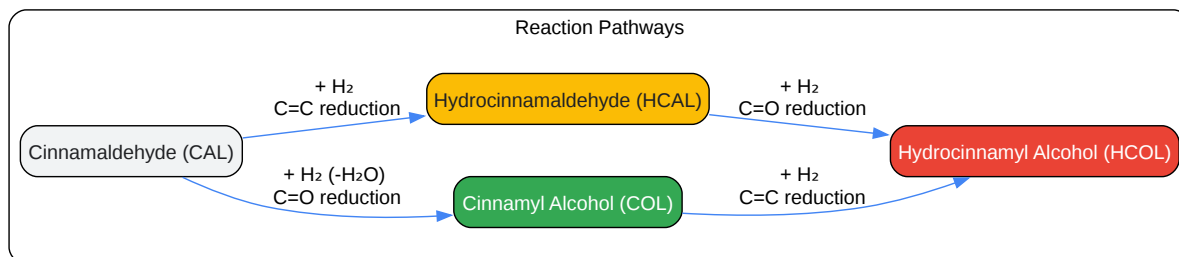 Reaction Pathways
+ H₂
C=C reduction
Hydrocinnamaldehyde (HCAL)
+ H₂
C=O reduction
Cinnamaldehyde (CAL)
Hydrocinnamyl Alcohol (HCOL)
+ H₂ (-H₂O)
C=O reduction
Cinnamyl Alcohol (COL)
+ H₂
C=C reduction